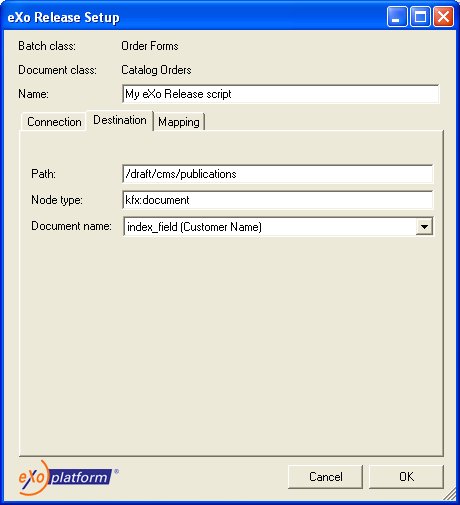 eXo Release Setup
Batch class: Order Forms
Document class: Catalog Orders
Name: My eXo Release script
Connection Destination Mapping
Path: /draft/cms/publications
Node type: kfx:document
Document name: index_field (Customer Name)
eXo platform ®
Cancel OK